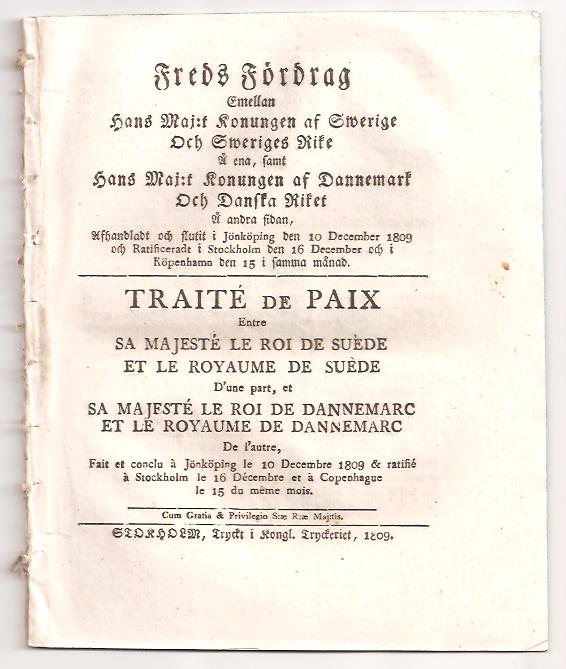 Freds Fördrag
Emellan
Hans Maj:t Konungen af Swerige
Och Sweriges Rike
Å ena, samt
Hans Maj:t Konungen af Dannemark
Och Danska Riket
Å andra sidan,
Afhandladt och slutit i Jönköping den 10 December 1809
och Ratificeradt i Stockholm den 16 December och i
Köpenhamn den 15 i samma månad.
TRAITÉ DE PAIX
Entre
SA MAJESTÉ LE ROI DE SUÈDE
ET LE ROYAUME DE SUÈDE
D'une part, et
SA MAJESTÉ LE ROI DE DANNEMARC
ET LE ROYAUME DE DANNEMARC
De l'autre,
Fait et conclu à Jönköping le 10 Decembre 1809 & ratifié
à Stockholm le 16 Décembre et à Copenhague
le 15 du même mois.
Cum Gratia & Privilegio S:æ R:æ Maj:tis.
STOKHOLM, Tryckt i Kongl. Tryckeriet, 1809.